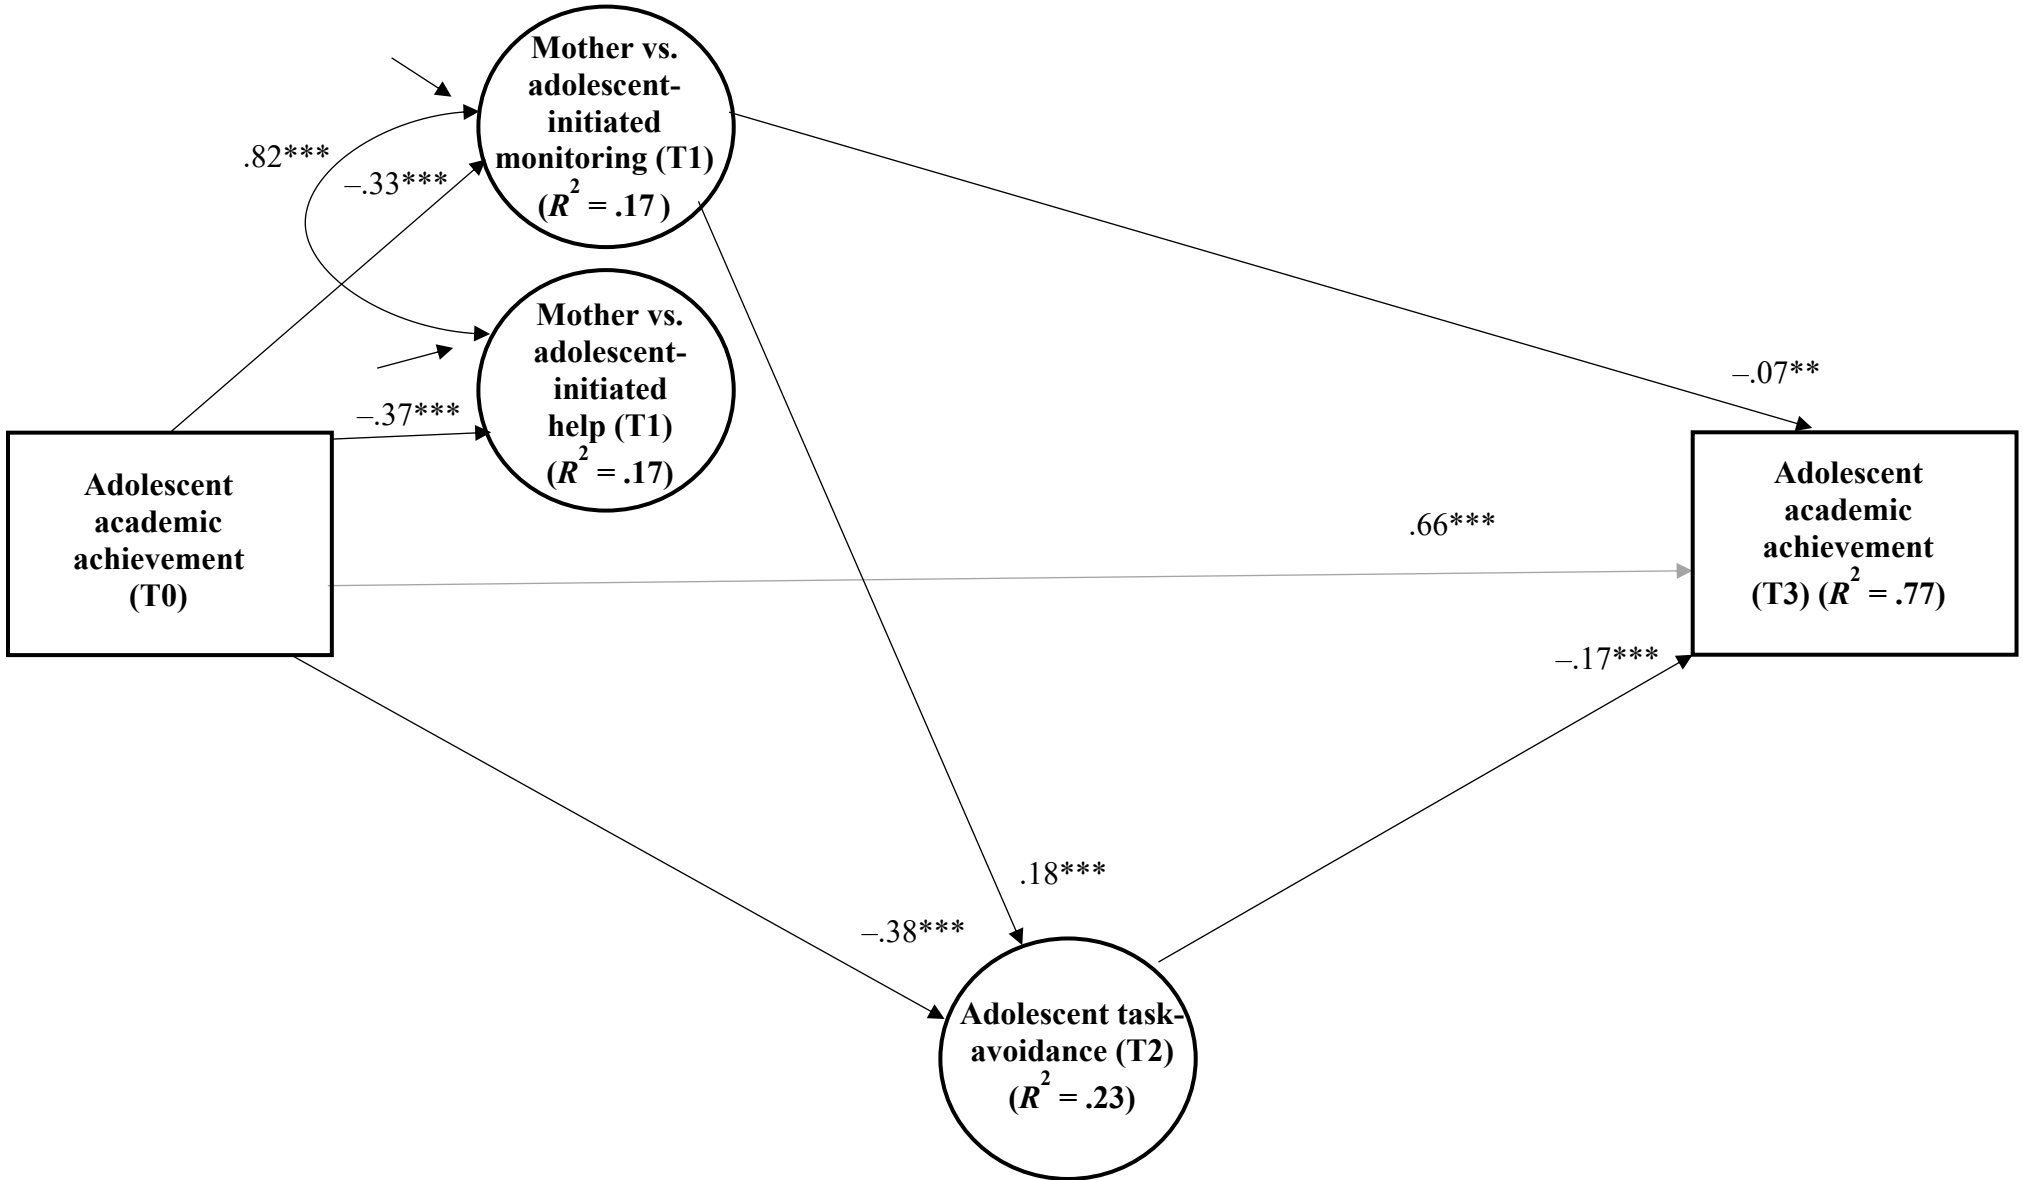 Mother vs.
adolescent-
initiated
monitoring (T1)
(R² = .17 )
.82***
–.33***
Mother vs.
adolescent-
initiated
help (T1)
(R² = .17)
–.37***
–.07**
Adolescent
academic
achievement
(T0)
.66***
Adolescent
academic
achievement
(T3) (R² = .77)
–.17***
.18***
–.38***
Adolescent task-
avoidance (T2)
(R² = .23)